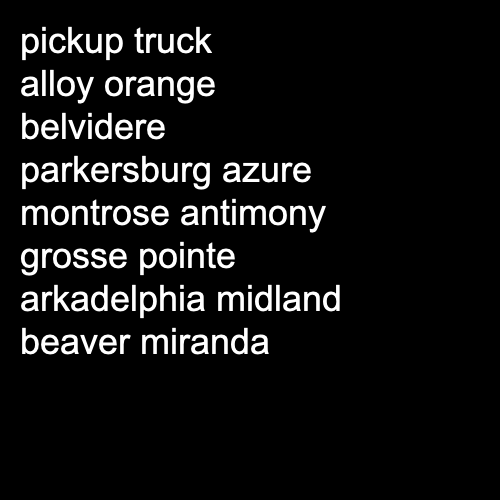 pickup truck
alloy orange
belvidere
parkersburg azure
montrose antimony
grosse pointe
arkadelphia midland
beaver miranda